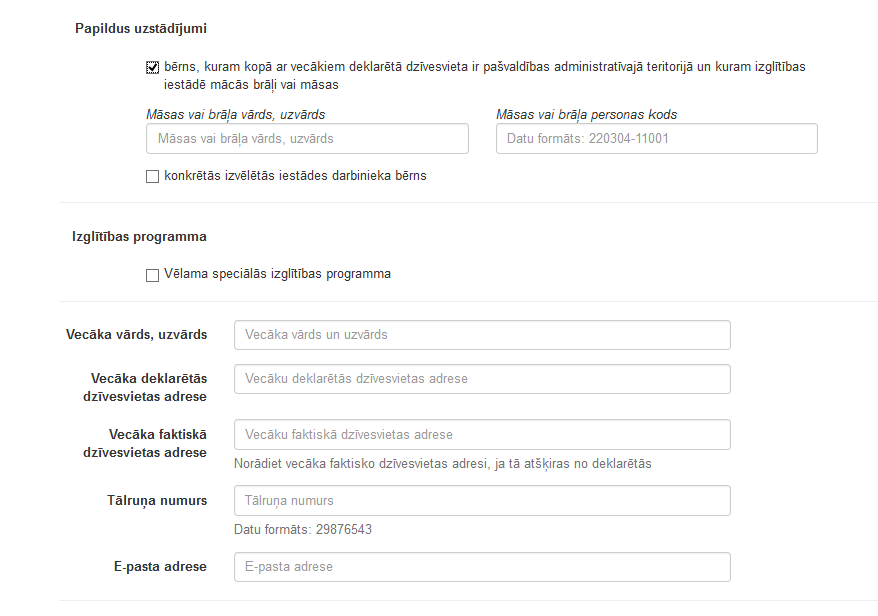 Papildus uzstādījumi
bērns, kuram kopā ar vecākiem deklarētā dzīvesvieta ir pašvaldības administratīvajā teritorijā un kuram izglītības
iestādē mācās brāļi vai māsas
Māsas vai brāļa vārds, uzvārds
Māsas vai brāļa personas kods
Māsas vai brāļa vārds, uzvārds
Datu formāts: 220304-11001
konkrētās izvēlētās iestādes darbinieka bērns
Izglītības programma
Vēlama speciālās izglītības programma
Vecāka vārds, uzvārds
Vecāka vārds un uzvārds
Vecāka deklarētās
dzīvesvietas adrese
Vecāku deklarētās dzīvesvietas adrese
Vecāka faktiskā
dzīvesvietas adrese
Vecāku faktiskā dzīvesvietas adrese
Norādiet vecāka faktisko dzīvesvietas adresi, ja tā atšķiras no deklarētās
Tālruņa numurs
Tālruņa numurs
Datu formāts: 29876543
E-pasta adrese
E-pasta adrese